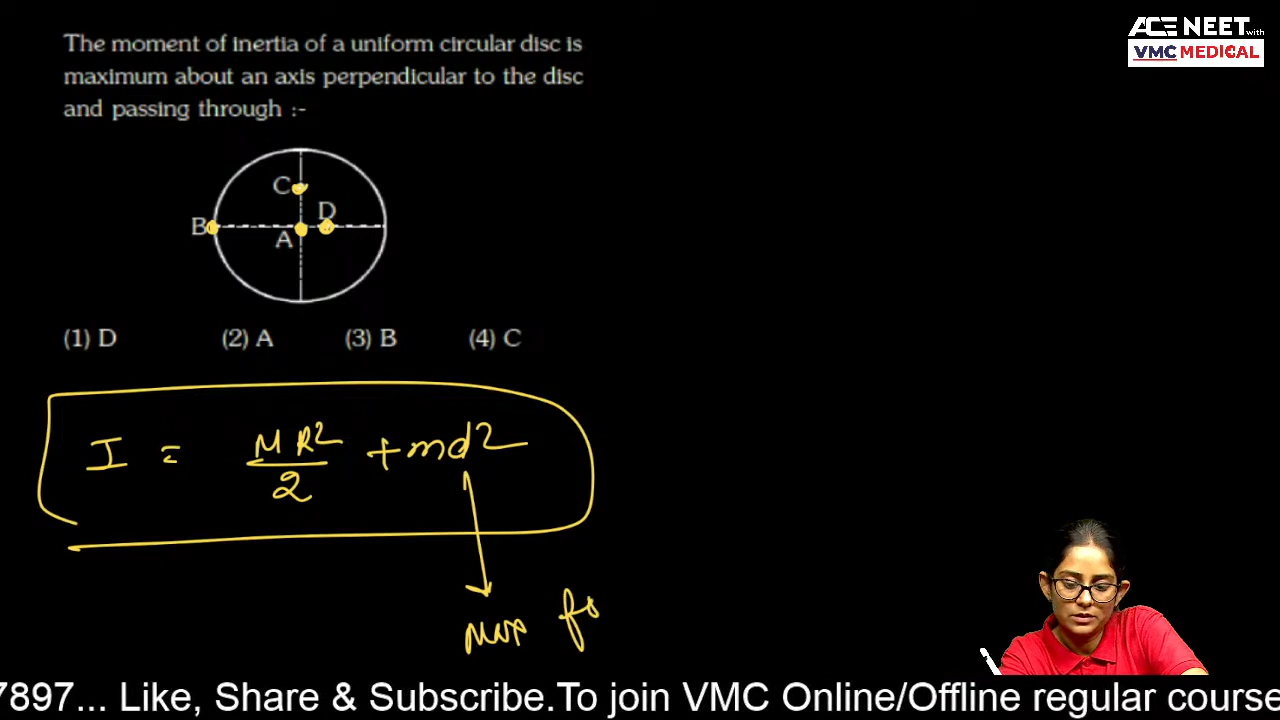 The moment of inertia of a uniform circular disc is
maximum about an axis perpendicular to the disc
and passing through :-
C
D
B
A
(1) D (2) A (3) B (4) C
I = MR²/2 + md2
max fo
ACE NEET with
VMC MEDICAL
7897... Like, Share & Subscribe.To join VMC Online/Offline regular course